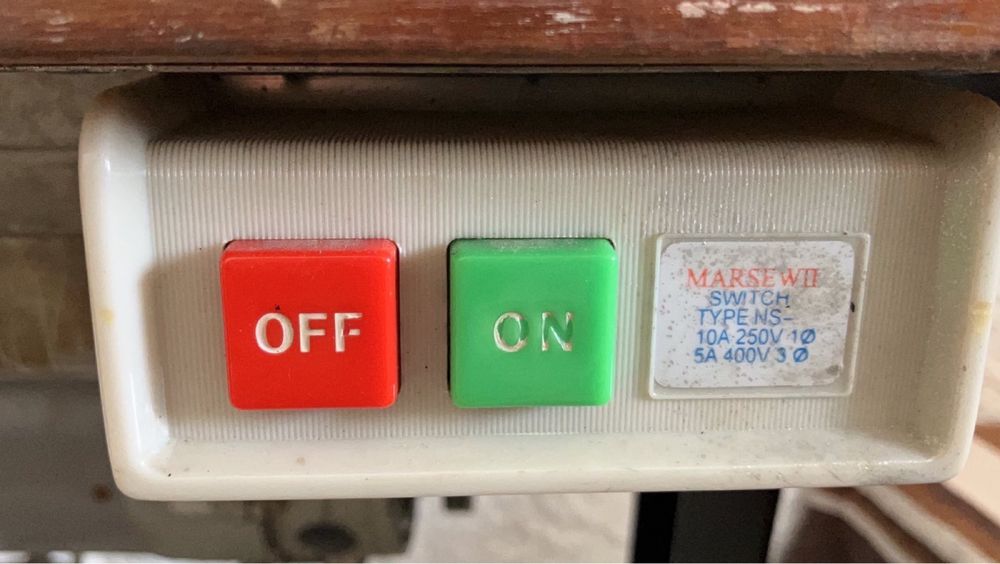 OFF
ON
MARSEWII
SWITCH
TYPE NS-
10A 250V 1Ø
5A 400V 3 Ø